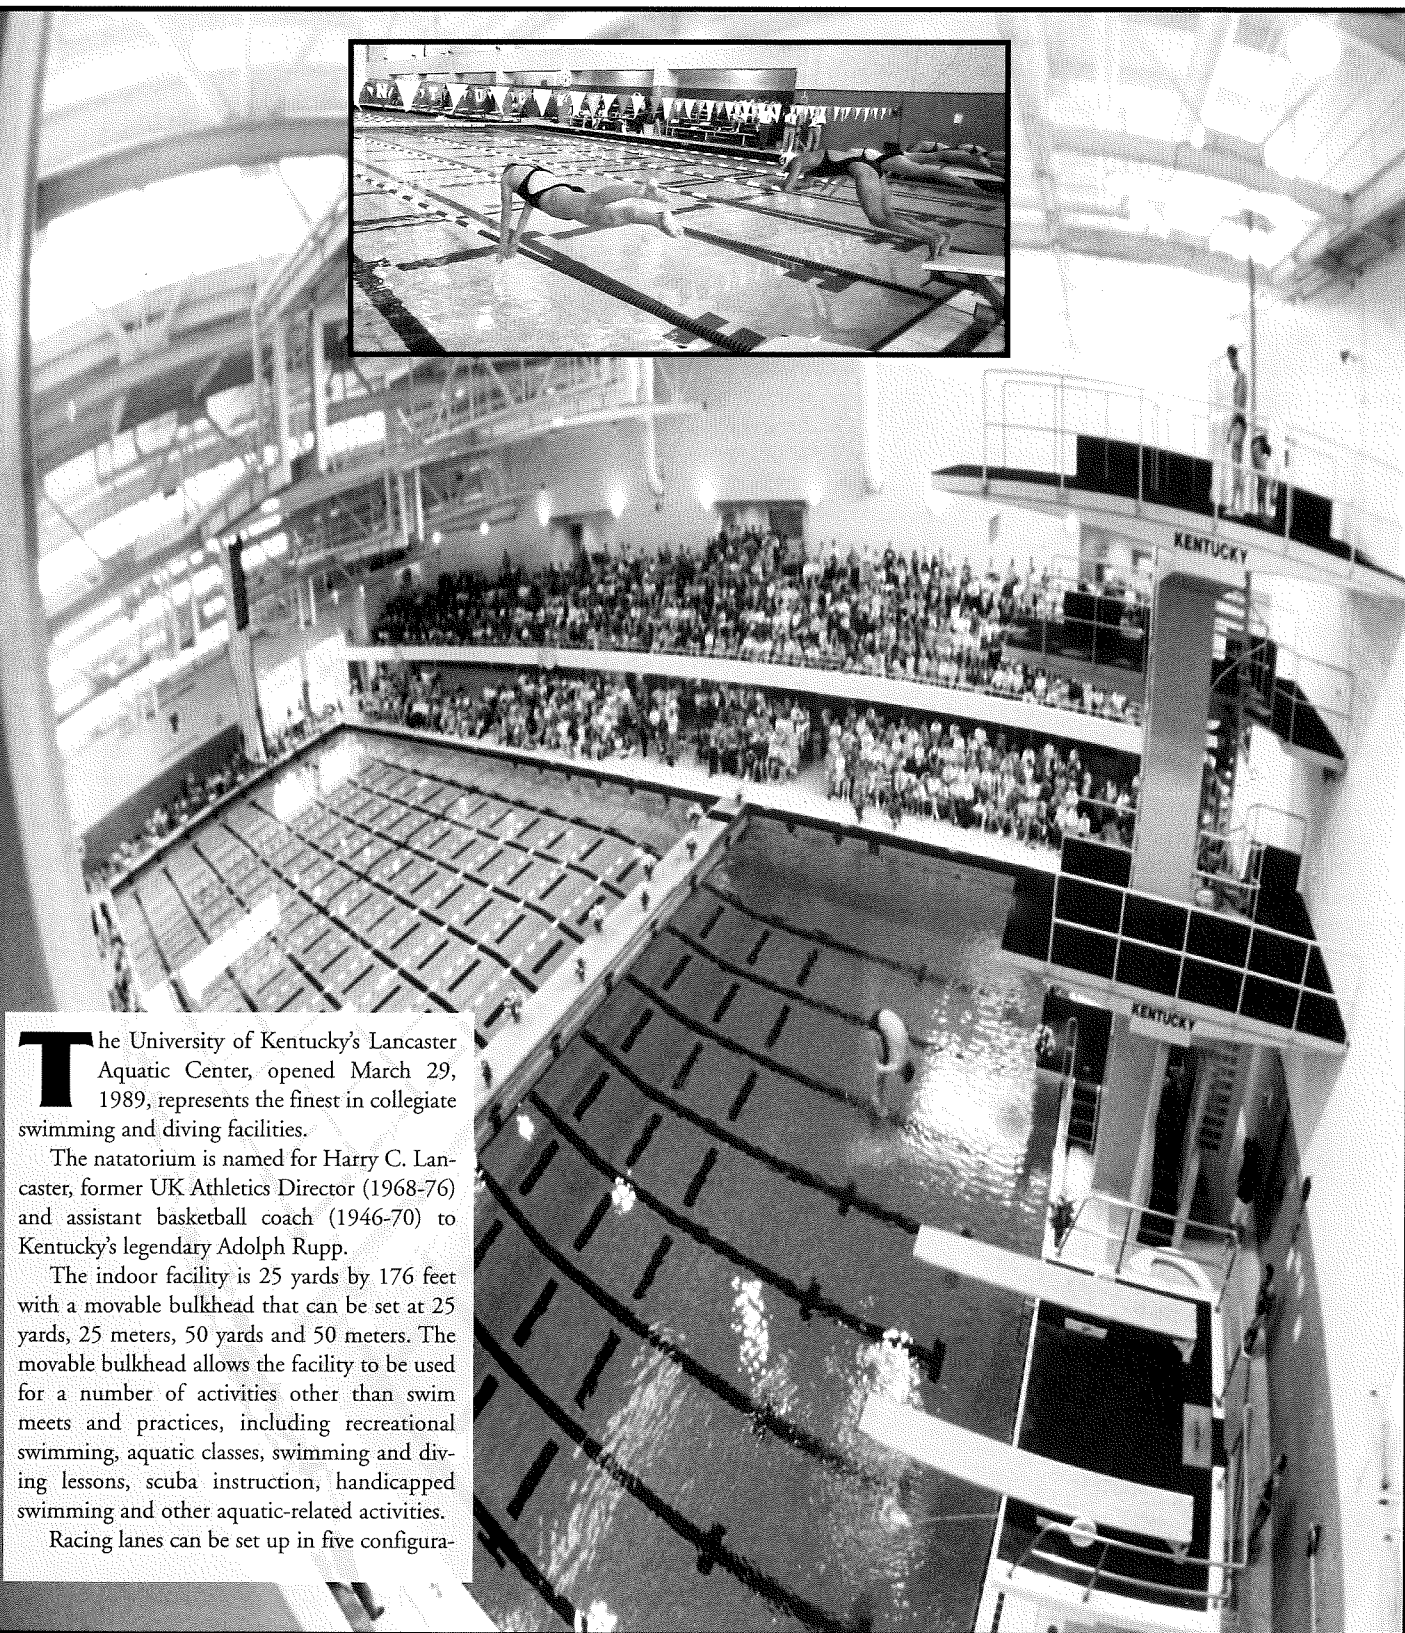 KENTUCKY
KENTUCKY
The University of Kentucky's Lancaster
Aquatic Center, opened March 29,
1989, represents the finest in collegiate
swimming and diving facilities.
The natatorium is named for Harry C. Lan-
caster, former UK Athletics Director (1968-76)
and assistant basketball coach (1946-70) to
Kentucky's legendary Adolph Rupp.
The indoor facility is 25 yards by 176 feet
with a movable bulkhead that can be set at 25
yards, 25 meters, 50 yards and 50 meters. The
movable bulkhead allows the facility to be used
for a number of activities other than swim
meets and practices, including recreational
swimming, aquatic classes, swimming and div-
ing lessons, scuba instruction, handicapped
swimming and other aquatic-related activities.
Racing lanes can be set up in five configura-